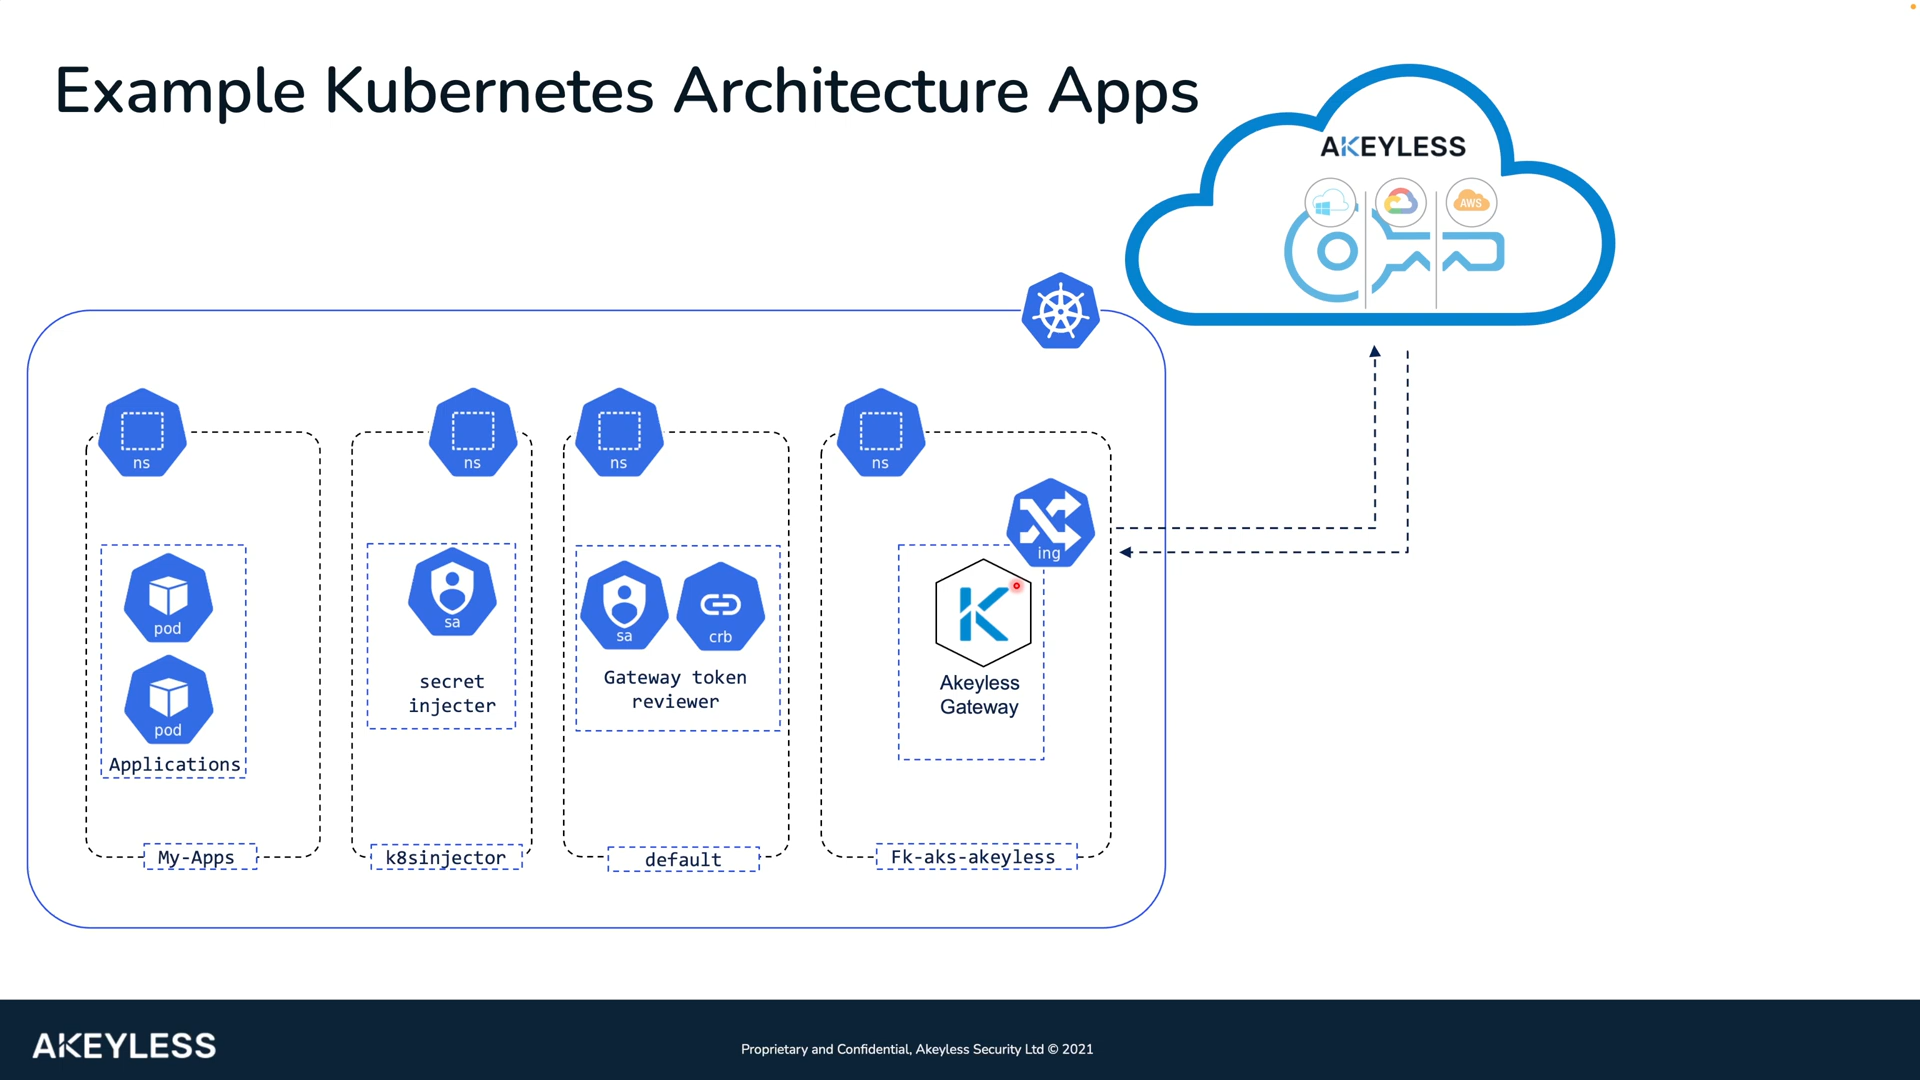 Example Kubernetes Architecture Apps
AKEYLESS
AWS
ns
ns
ns
ns
ing
pod
pod
Applications
sa
secret
injecter
sa
crb
Gateway token
reviewer
Akeyless
Gateway
My-Apps
k8sinjector
default
Fk-aks-akeyless
AKEYLESS
Proprietary and Confidential, Akeyless Security Ltd © 2021